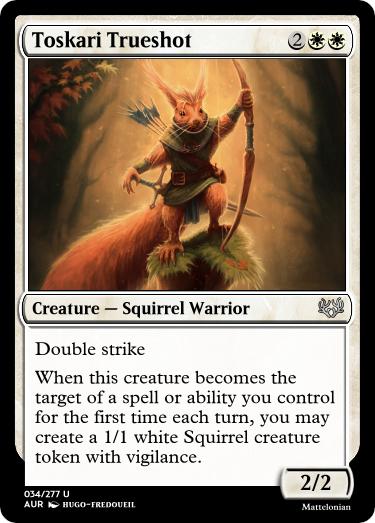 Toskari Trueshot 2
Creature — Squirrel Warrior
Double strike
When this creature becomes the
target of a spell or ability you control
for the first time each turn, you may
create a 1/1 white Squirrel creature
token with vigilance.
2/2
034/277 U
AUR HUGO-FREDOUEIL
Mattelonian